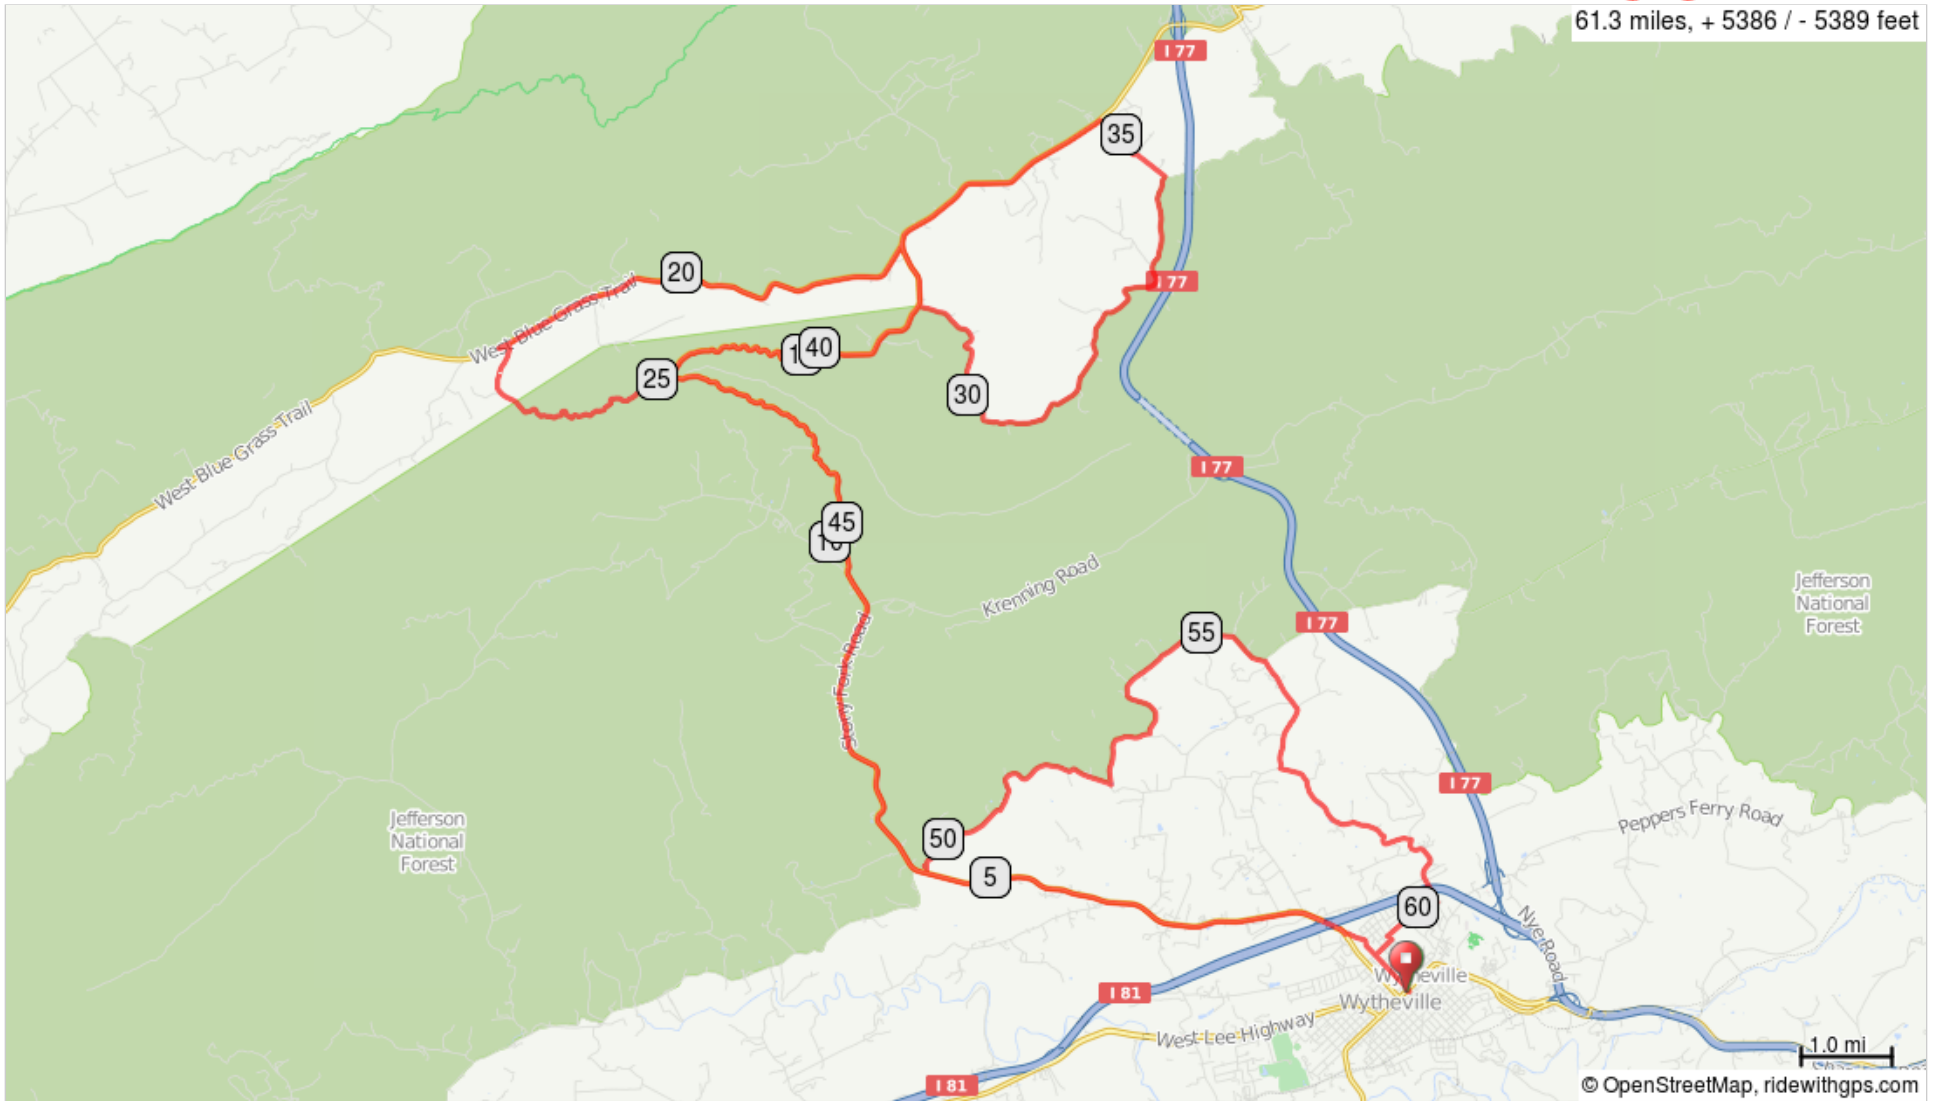 61.3 miles, + 5386 / - 5389 feet
I 77
35
20
I 77
West Blue Grass Trail
40
25
30
West Blue Grass Trail
I 77
45
Krenning Road
Jefferson
National
Forest
I 77
55
Stony Fork Road
I 77
Jefferson
National
Forest
Peppers Ferry Road
50
5
60
Nye Road
Wytheville
Wytheville
I 81
West Lee Highway
1.0 mi
I 81
© OpenStreetMap, ridewithgps.com